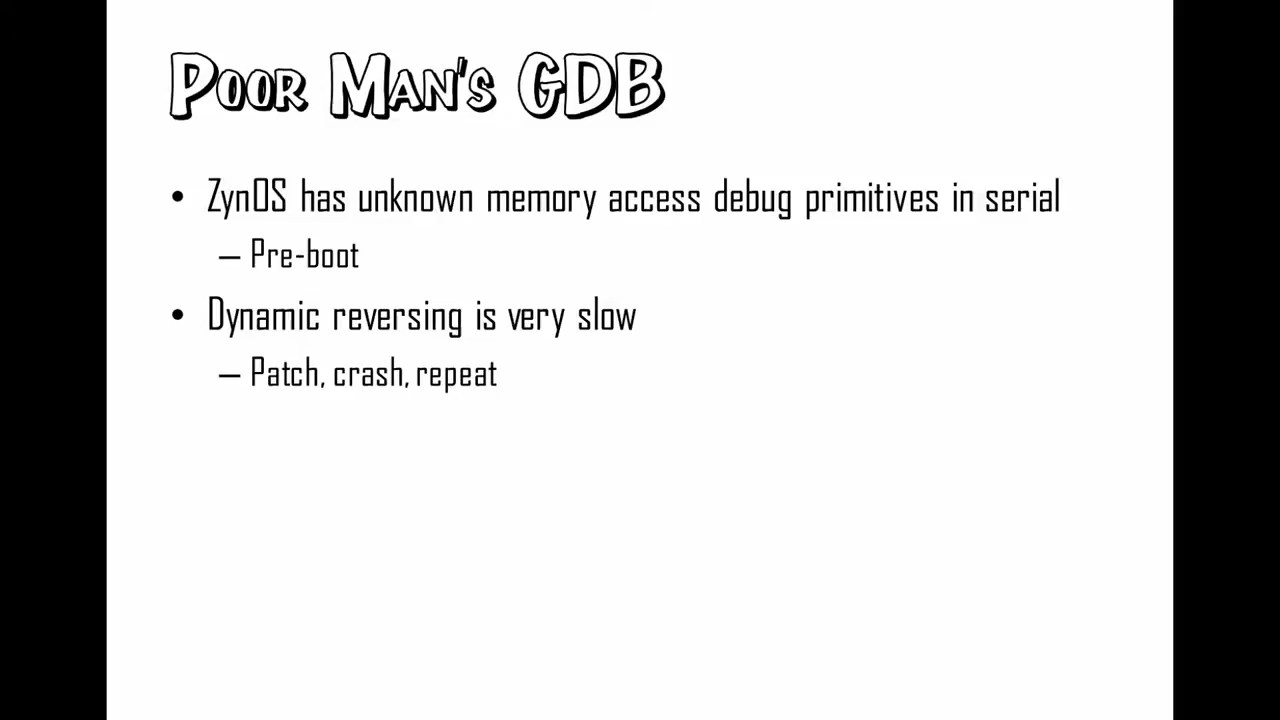 Poor Man's GDB
• ZynOS has unknown memory access debug primitives in serial
– Pre-boot
• Dynamic reversing is very slow
– Patch, crash, repeat